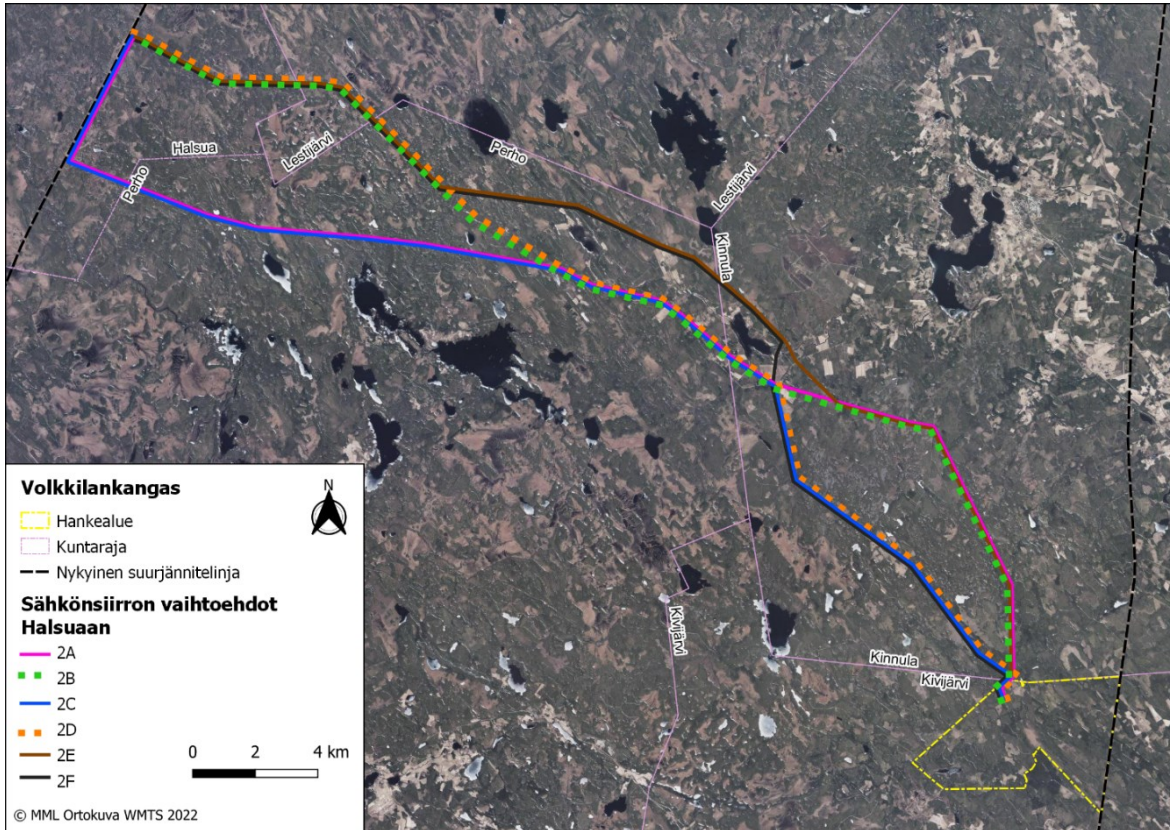 Halsua
Lestijärvi
Perho
Perho
Lestijärvi
Kinnula
Kivijärvi
Kinnula
Kivijärvi
Volkkilankangas
N
Hankealue
Kuntaraja
Nykyinen suurjännitelinja
Sähkönsiirron vaihtoehdot
Halsuaan
2A
2B
2C
2D
2E
2F
0 2 4 km
© MML Ortokuva WMTS 2022